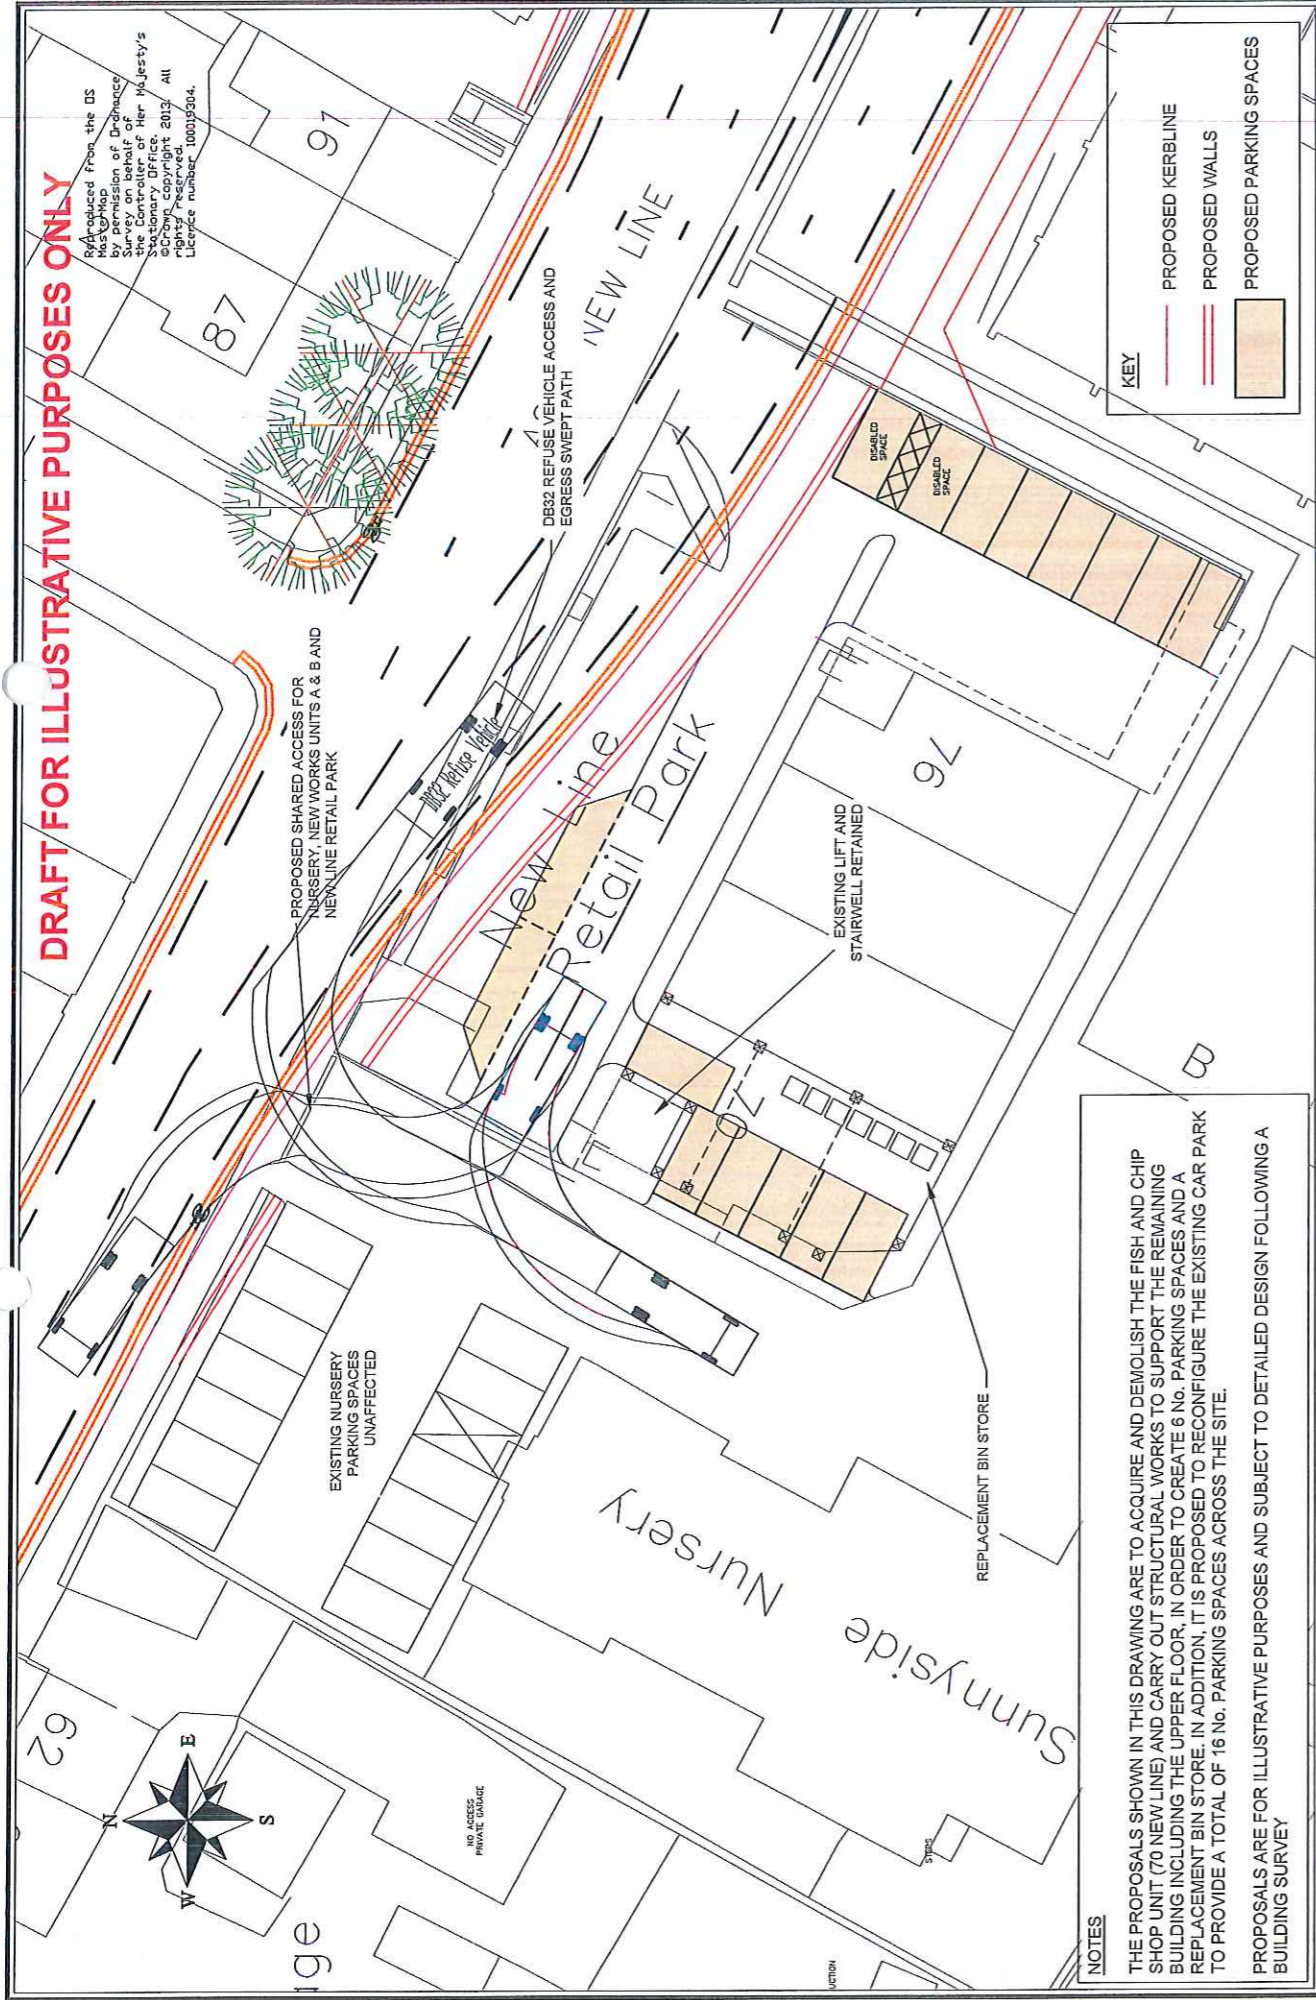 DRAFT FOR ILLUSTRATIVE PURPOSES ONLY
Reproduced from the OS
MasterMap
by permission of Ordnance
Survey on behalf of
the Controller of Her Majesty's
Stationary Office.
©Crown copyright 2013. All
rights reserved.
Licence number 100019304.
62
87
91
N
E
S
W
NO ACCESS
PRIVATE GARAGE
STEPS
EXISTING NURSERY
PARKING SPACES
UNAFFECTED
Sunnyside
Nursery
PROPOSED SHARED ACCESS FOR
NURSERY, NEW WORKS UNITS A & B AND
NEW LINE RETAIL PARK
DB32 REFUSE VEHICLE ACCESS AND
EGRESS SWEPT PATH
DB32 Refuse Vehicle
NEW LINE
New Line
Retail Park
EXISTING LIFT AND
STAIRWELL RETAINED
70
76
B
REPLACEMENT BIN STORE
DISABLED
SPACE
DISABLED
SPACE
NOTES
THE PROPOSALS SHOWN IN THIS DRAWING ARE TO ACQUIRE AND DEMOLISH THE FISH AND CHIP
SHOP UNIT (70 NEW LINE) AND CARRY OUT STRUCTURAL WORKS TO SUPPORT THE REMAINING
BUILDING INCLUDING THE UPPER FLOOR, IN ORDER TO CREATE 6 No. PARKING SPACES AND A
REPLACEMENT BIN STORE. IN ADDITION, IT IS PROPOSED TO RECONFIGURE THE EXISTING CAR PARK
TO PROVIDE A TOTAL OF 16 No. PARKING SPACES ACROSS THE SITE.
PROPOSALS ARE FOR ILLUSTRATIVE PURPOSES AND SUBJECT TO DETAILED DESIGN FOLLOWING A
BUILDING SURVEY
KEY
PROPOSED KERBLINE
PROPOSED WALLS
PROPOSED PARKING SPACES